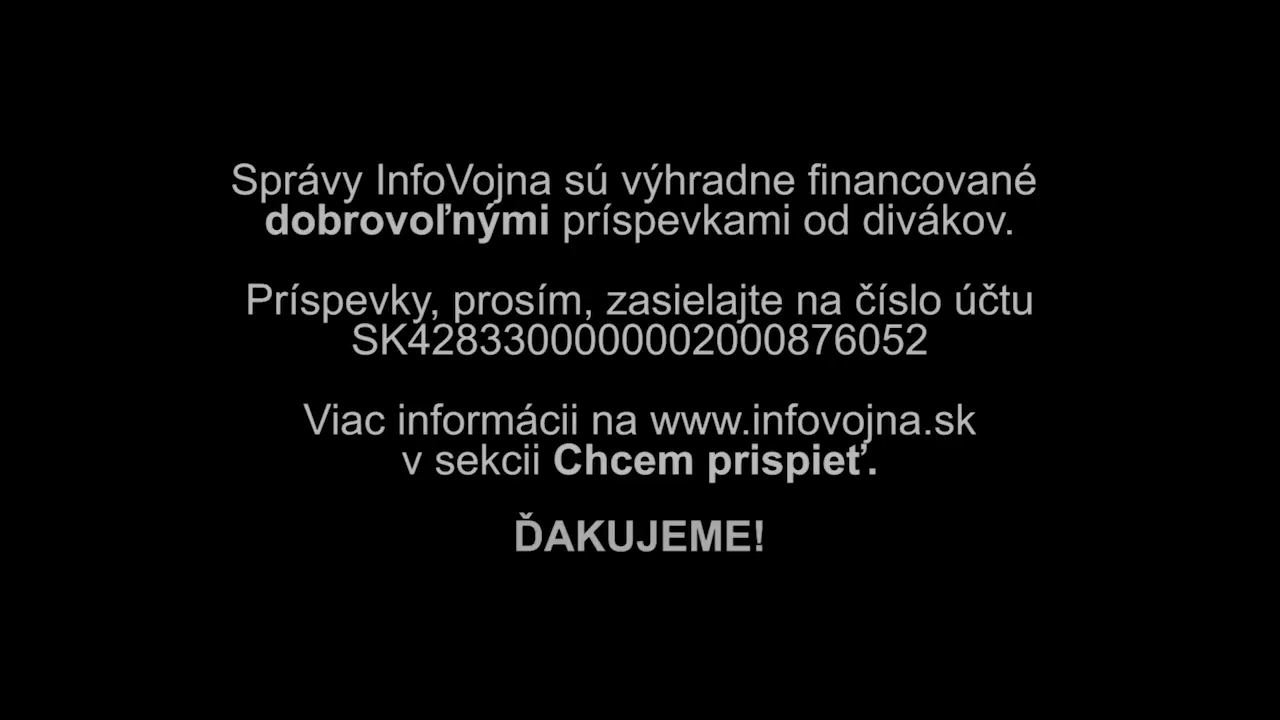 Správy InfoVojna sú výhradne financované
dobrovoľnými príspevkami od divákov.
Príspevky, prosím, zasielajte na číslo účtu
SK4283300000002000876052
Viac informácii na www.infovojna.sk
v sekcii Chcem prispieť.
ĎAKUJEME!